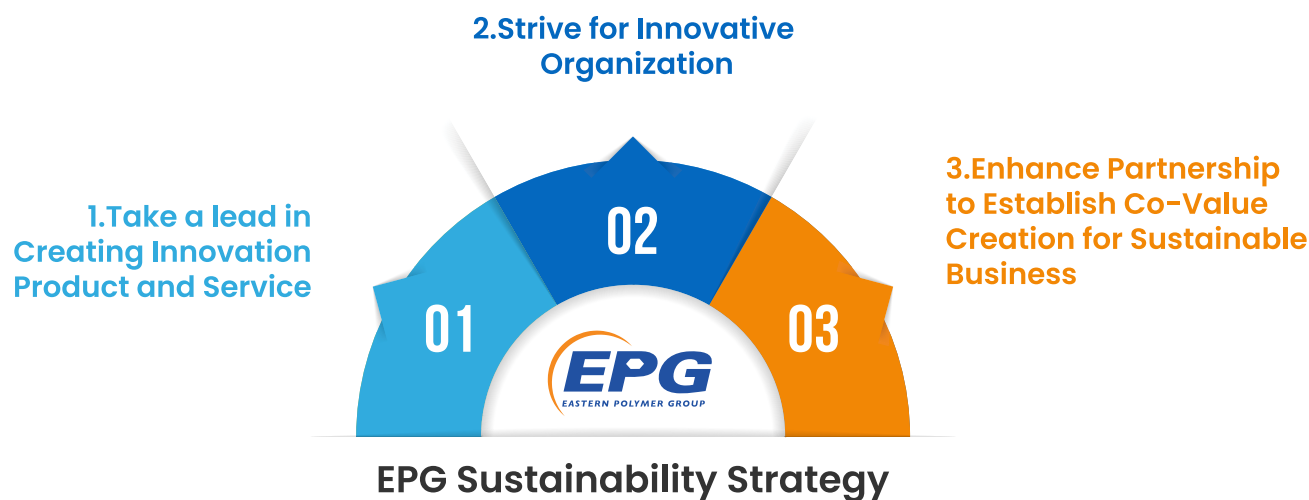 2.Strive for Innovative
Organization
1.Take a lead in
Creating Innovation
Product and Service
3.Enhance Partnership
to Establish Co-Value
Creation for Sustainable
Business
01
02
03
EPG
EASTERN POLYMER GROUP
EPG Sustainability Strategy